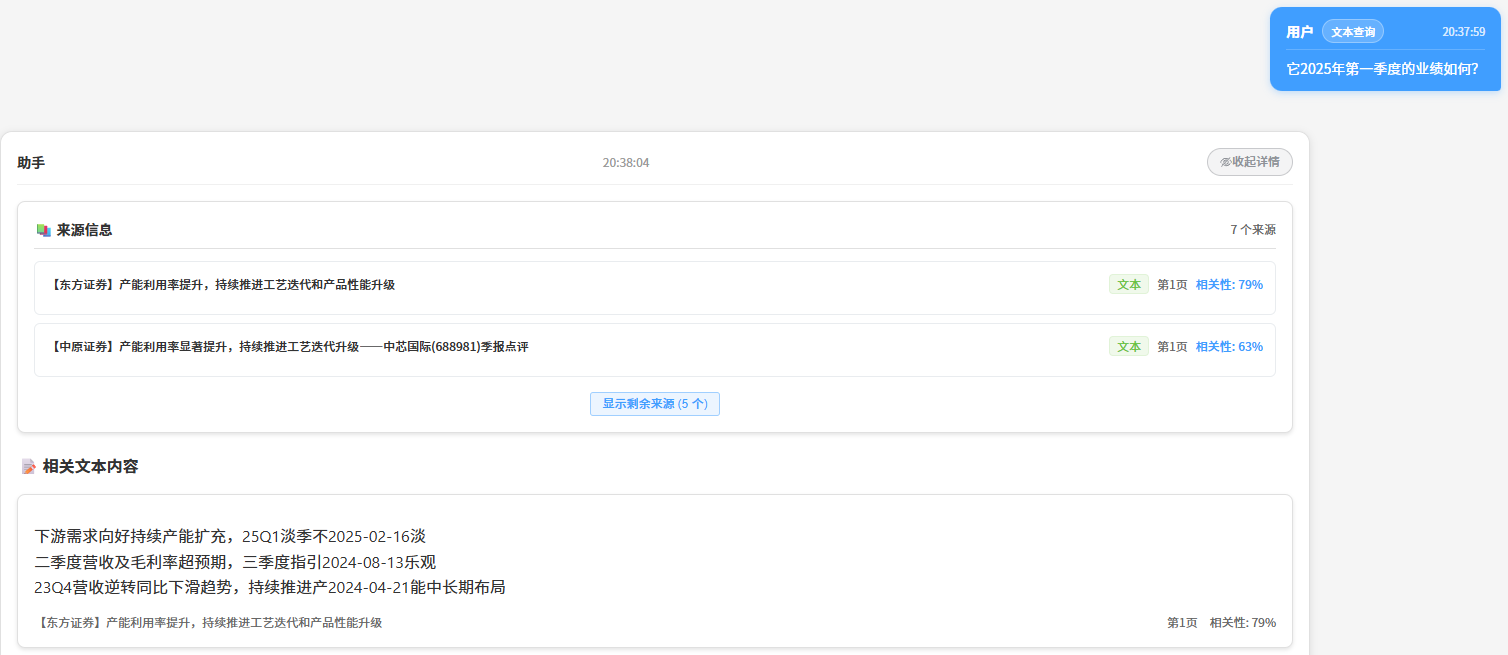 用户 文本查询 20:37:59
它2025年第一季度的业绩如何？
助手 20:38:04 收起详情
来源信息 7 个来源
【东方证券】产能利用率提升，持续推进工艺迭代和产品性能升级 文本 第1页 相关性: 79%
【中原证券】产能利用率显著提升，持续推进工艺迭代升级——中芯国际(688981)季报点评 文本 第1页 相关性: 63%
显示剩余来源 (5 个)
相关文本内容
下游需求向好持续产能扩充，25Q1淡季不2025-02-16淡
二季度营收及毛利率超预期，三季度指引2024-08-13乐观
23Q4营收逆转同比下滑趋势，持续推进产2024-04-21能中长期布局
【东方证券】产能利用率提升，持续推进工艺迭代和产品性能升级 第1页 相关性: 79%